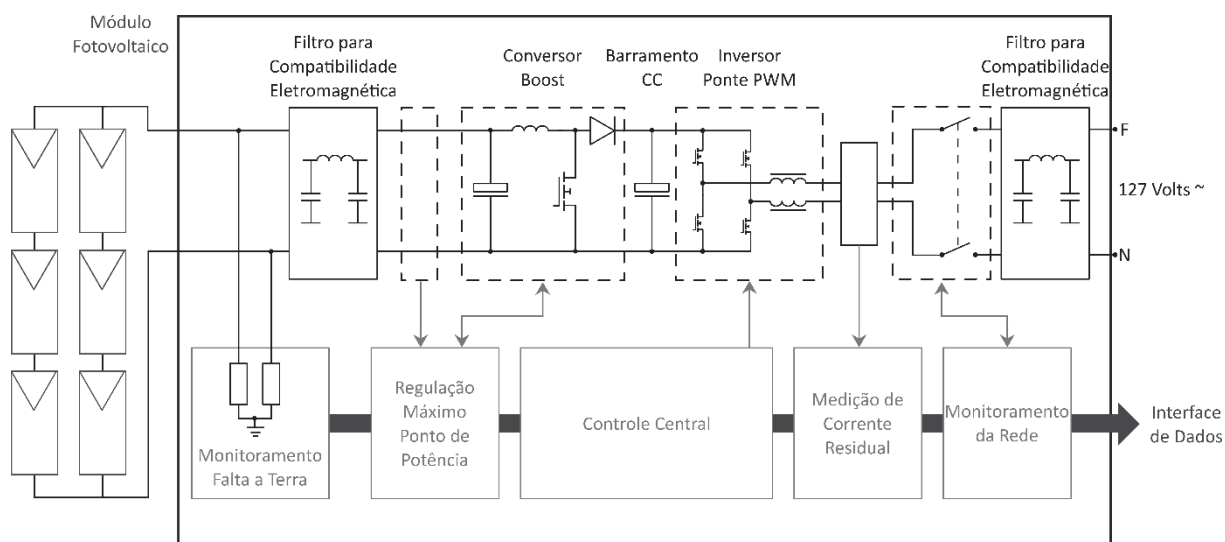 Módulo
Fotovoltaico
Filtro para
Compatibilidade
Eletromagnética
Conversor
Boost
Barramento
CC
Inversor
Ponte PWM
Filtro para
Compatibilidade
Eletromagnética
F
127 Volts ~
N
Monitoramento
Falta a Terra
Regulação
Máximo
Ponto de
Potência
Controle Central
Medição de
Corrente
Residual
Monitoramento
da Rede
Interface
de Dados